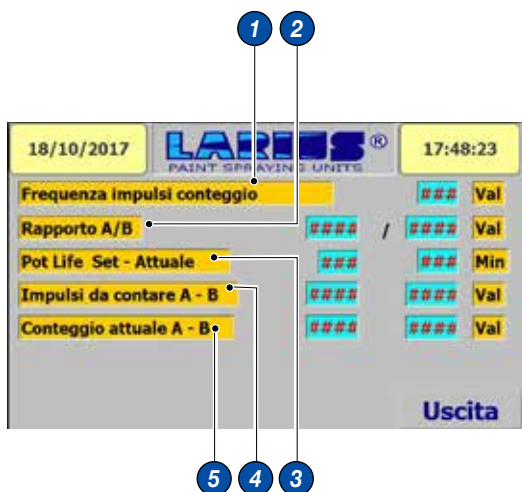 1 2
18/10/2017 LARIUS ® 17:48:23
PAINT SPRAYING UNITS
Frequenza impulsi conteggio ### Val
Rapporto A/B #### / #### Val
Pot Life Set - Attuale ### ### Min
Impulsi da contare A - B #### #### Val
Conteggio attuale A - B #### #### Val
Uscita
5 4 3